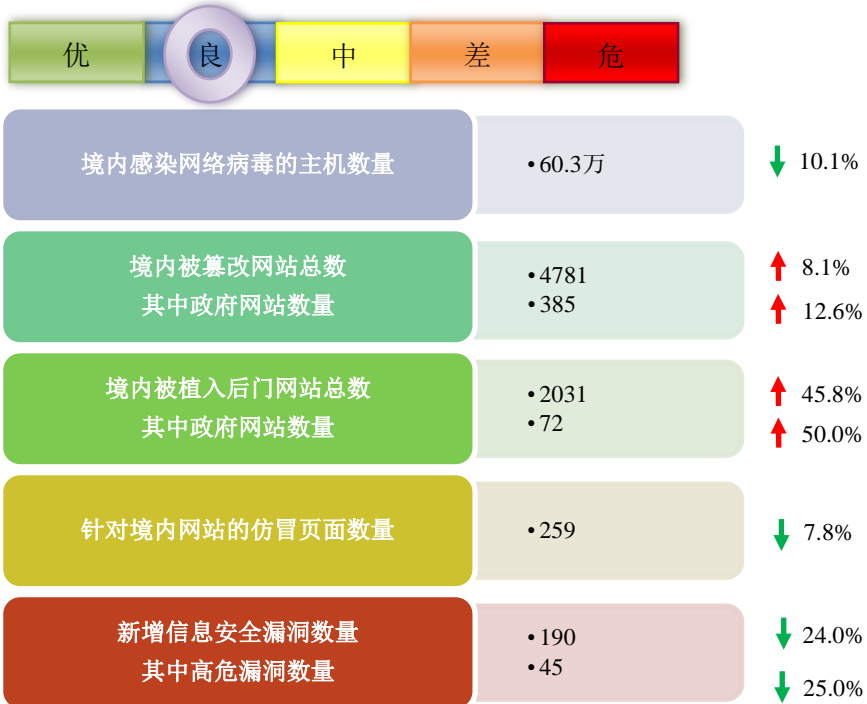 优 良 中 差 危
境内感染网络病毒的主机数量 •60.3万 10.1%
境内被篡改网站总数 •4781 8.1%
其中政府网站数量 •385 12.6%
境内被植入后门网站总数 •2031 45.8%
其中政府网站数量 •72 50.0%
针对境内网站的仿冒页面数量 •259 7.8%
新增信息安全漏洞数量 •190 24.0%
其中高危漏洞数量 •45 25.0%